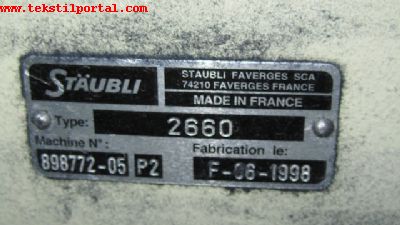 www.tekstilportal.com
STÄUBLI
STAUBLI FAVERGES SCA
74210 FAVERGES FRANCE
MADE IN FRANCE
Type: 2660
Machine N°: Fabrication le:
898772-05 P2 F-06-1998